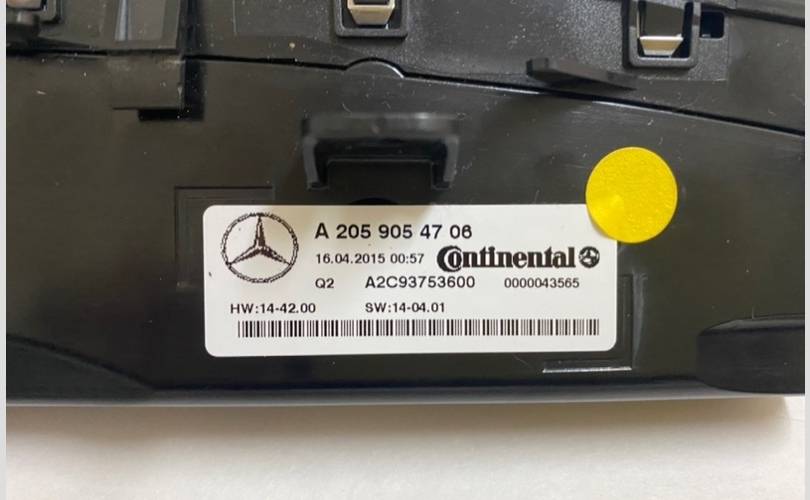 A 205 905 47 06
16.04.2015 00:57 Continental
Q2 A2C93753600 0000043565
HW:14-42.00 SW:14-04.01